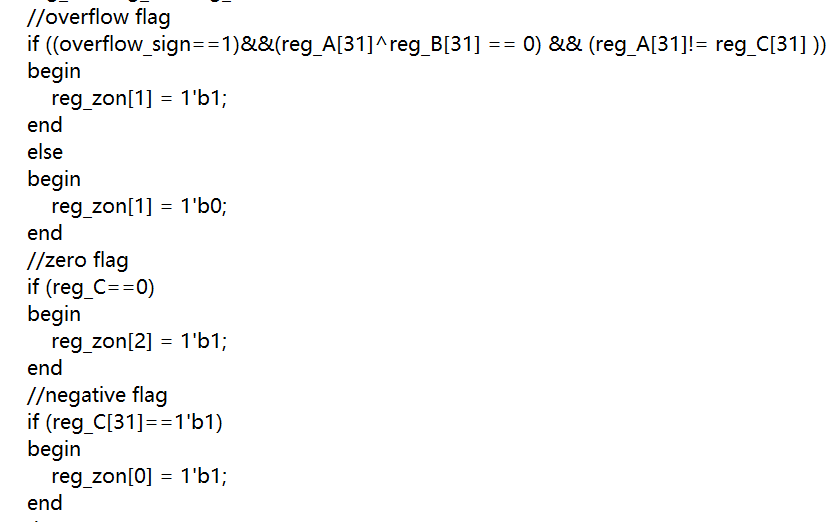 //overflow flag
if ((overflow_sign==1)&&(reg_A[31]^reg_B[31] == 0) && (reg_A[31]!= reg_C[31] ))
begin
reg_zon[1] = 1'b1;
end
else
begin
reg_zon[1] = 1'b0;
end
//zero flag
if (reg_C==0)
begin
reg_zon[2] = 1'b1;
end
//negative flag
if (reg_C[31]==1'b1)
begin
reg_zon[0] = 1'b1;
end